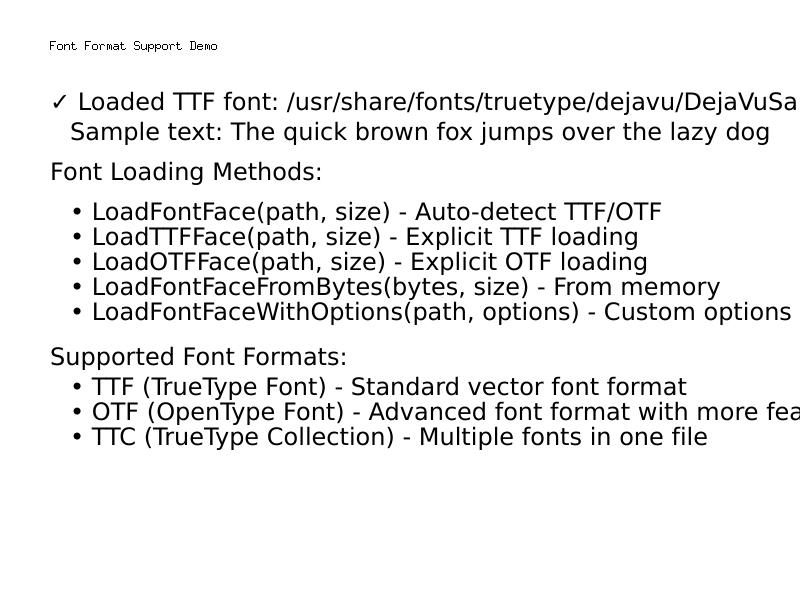 Font Format Support Demo
✓ Loaded TTF font: /usr/share/fonts/truetype/dejavu/DejaVuSa
Sample text: The quick brown fox jumps over the lazy dog
Font Loading Methods:
• LoadFontFace(path, size) - Auto-detect TTF/OTF
• LoadTTFFace(path, size) - Explicit TTF loading
• LoadOTFFace(path, size) - Explicit OTF loading
• LoadFontFaceFromBytes(bytes, size) - From memory
• LoadFontFaceWithOptions(path, options) - Custom options
Supported Font Formats:
• TTF (TrueType Font) - Standard vector font format
• OTF (OpenType Font) - Advanced font format with more fea
• TTC (TrueType Collection) - Multiple fonts in one file